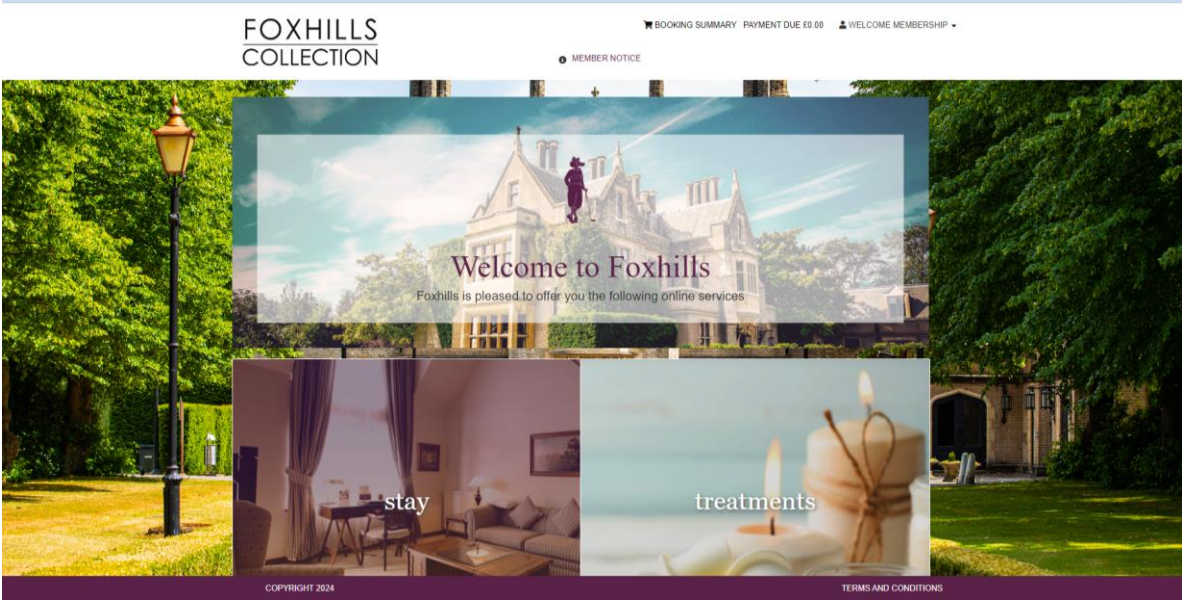 FOXHILLS
COLLECTION
BOOKING SUMMARY PAYMENT DUE £0.00 WELCOME MEMBERSHIP
MEMBER NOTICE
Welcome to Foxhills
Foxhills is pleased to offer you the following online services
stay
treatments
COPYRIGHT 2024
TERMS AND CONDITIONS